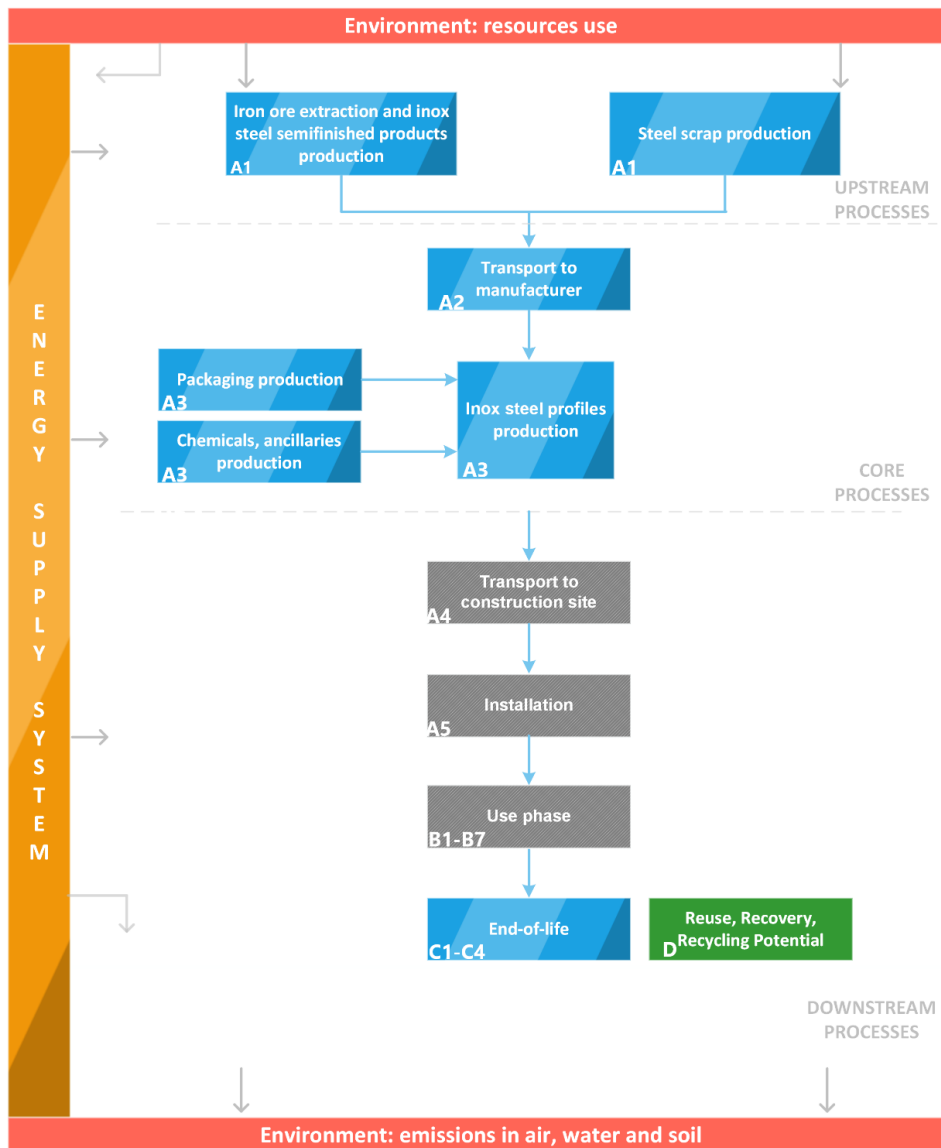 Environment: resources use
Iron ore extraction and inox
steel semifinished products
production
A1
Steel scrap production
A1
UPSTREAM
PROCESSES
Transport to
manufacturer
A2
Packaging production
A3
Chemicals, ancillaries
production
A3
Inox steel profiles
production
A3
CORE
PROCESSES
ENERGY SUPPLY SYSTEM
Transport to
construction site
A4
Installation
A5
Use phase
B1-B7
End-of-life
C1-C4
Reuse, Recovery,
Recycling Potential
D
DOWNSTREAM
PROCESSES
Environment: emissions in air, water and soil